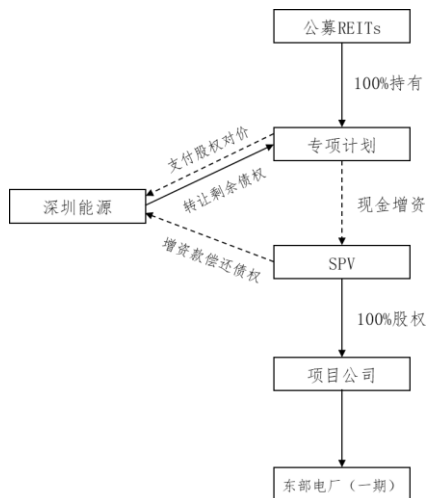 公募REITs
100%持有
支付股权对价
专项计划
转让剩余债权
深圳能源
现金增资
增资款偿还债权
SPV
100%股权
项目公司
东部电厂（一期）